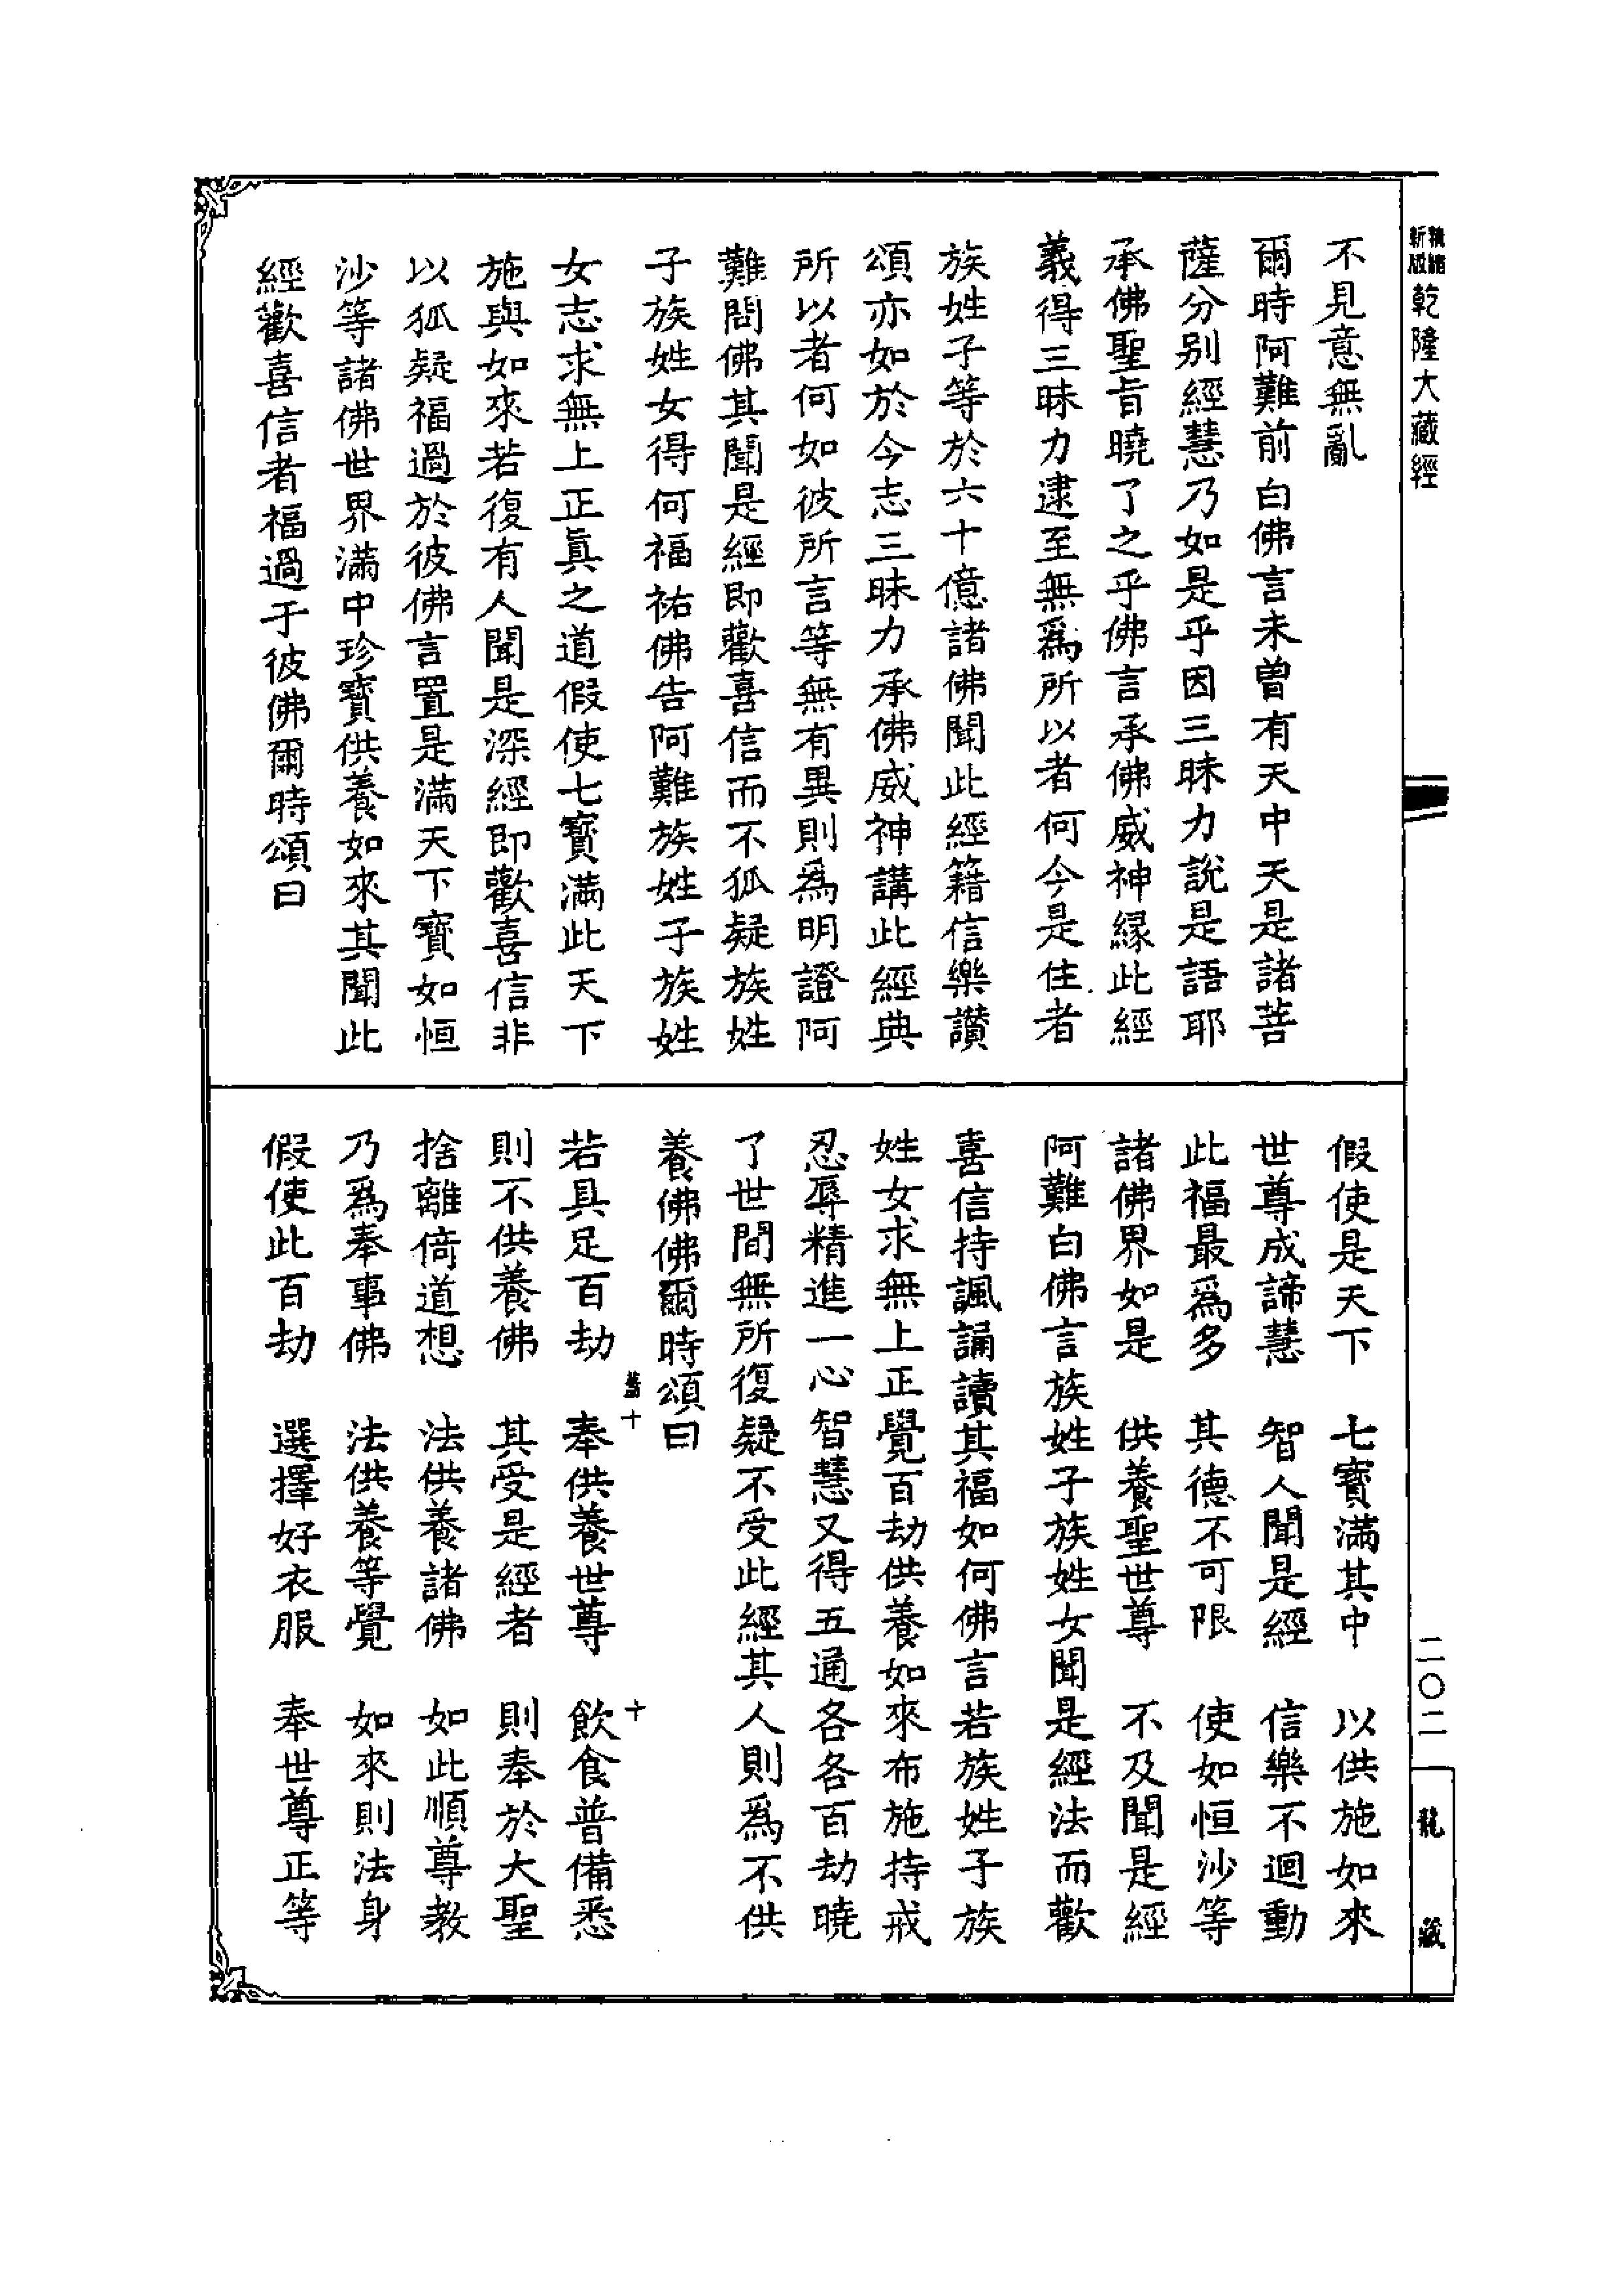 精縮
新版
乾隆大藏經
不見意無亂
爾時阿難前白佛言未曾有天中天是諸菩
薩分別經慧乃如是乎因三昧力說是語耶
承佛聖旨曉了之乎佛言承佛威神緣此經
義得三昧力逮至無為所以者何今是住者
族姓子等於六十億諸佛聞此經籍信樂讚
頌亦如於今志三昧力承佛威神講此經典
所以者何如彼所言等無有異則為明證阿
難問佛其聞是經即歡喜信而不狐疑族姓
子族姓女得何福祐佛告阿難族姓子族姓
女志求無上正真之道假使七寶滿此天下
施與如來若復有人聞是深經即歡喜信非
以狐疑福過於彼佛言置是滿天下寶如恒
沙等諸佛世界滿中珍寶供養如來其聞此
經歡喜信者福過于彼佛爾時頌曰
假使是天下　七寶滿其中　以供施如來
世尊成諦慧　智人聞是經　信樂不迴動
此福最為多　其德不可限　使如恒沙等
諸佛界如是　供養聖世尊　不及聞是經
阿難白佛言族姓子族姓女聞是經法而歡
喜信持諷誦讀其福如何佛言若族姓子族
姓女求無上正覺百劫供養如來布施持戒
忍辱精進一心智慧又得五通各各百劫曉
了世間無所復疑不受此經其人則為不供
養佛佛爾時頌曰
十　十
若具足百劫　奉供養世尊　飲食普備悉
則不供養佛　其受是經者　則奉於大聖
捨離倚道想　法供養諸佛　如此順尊教
乃為奉事佛　法供養等覺　如來則法身
假使此百劫　選擇好衣服　奉世尊正等
二〇二
龍藏